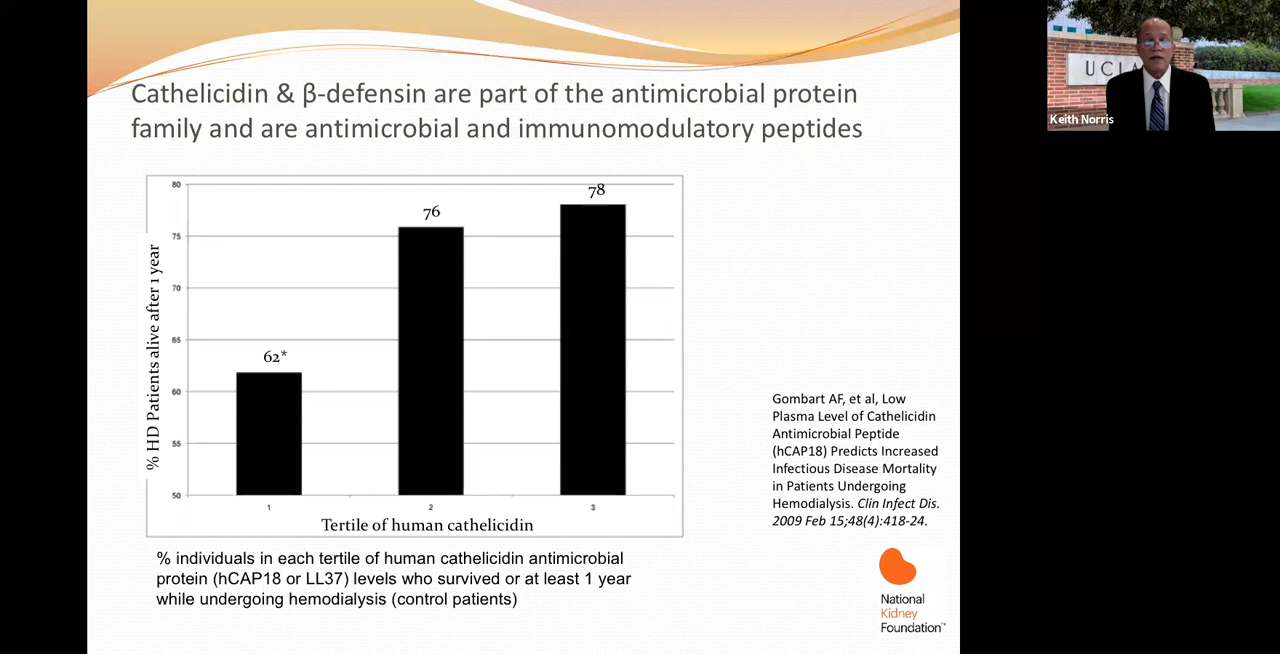 Cathelicidin & β-defensin are part of the antimicrobial protein
family and are antimicrobial and immunomodulatory peptides
% HD Patients alive after 1 year
80
75
70
65
60
55
50
62*
76
78
1
2
3
Tertile of human cathelicidin
% individuals in each tertile of human cathelicidin antimicrobial
protein (hCAP18 or LL37) levels who survived or at least 1 year
while undergoing hemodialysis (control patients)
Gombart AF, et al, Low
Plasma Level of Cathelicidin
Antimicrobial Peptide
(hCAP18) Predicts Increased
Infectious Disease Mortality
in Patients Undergoing
Hemodialysis. Clin Infect Dis.
2009 Feb 15;48(4):418-24.
National
Kidney
Foundation™
UCL
Keith Norris